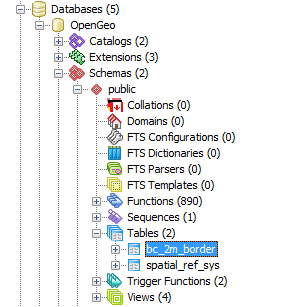 Databases (5)
OpenGeo
Catalogs (2)
Extensions (3)
Schemas (2)
public
Collations (0)
Domains (0)
FTS Configurations (0)
FTS Dictionaries (0)
FTS Parsers (0)
FTS Templates (0)
Functions (890)
Sequences (1)
Tables (2)
bc_2m_border
spatial_ref_sys
Trigger Functions (2)
Views (4)